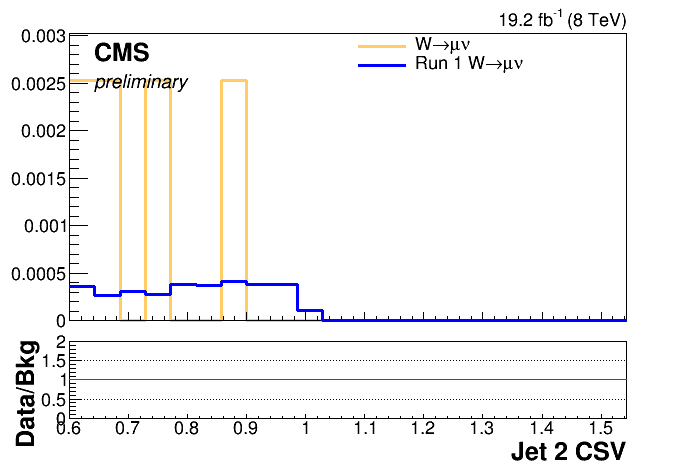 19.2 fb⁻¹ (8 TeV)
0.003
CMS
W→μν
Run 1 W→μν
preliminary
0.0025
0.002
0.0015
0.001
0.0005
0
Data/Bkg
2
1.5
1
0.5
0
0.6 0.7 0.8 0.9 1 1.1 1.2 1.3 1.4 1.5
Jet 2 CSV